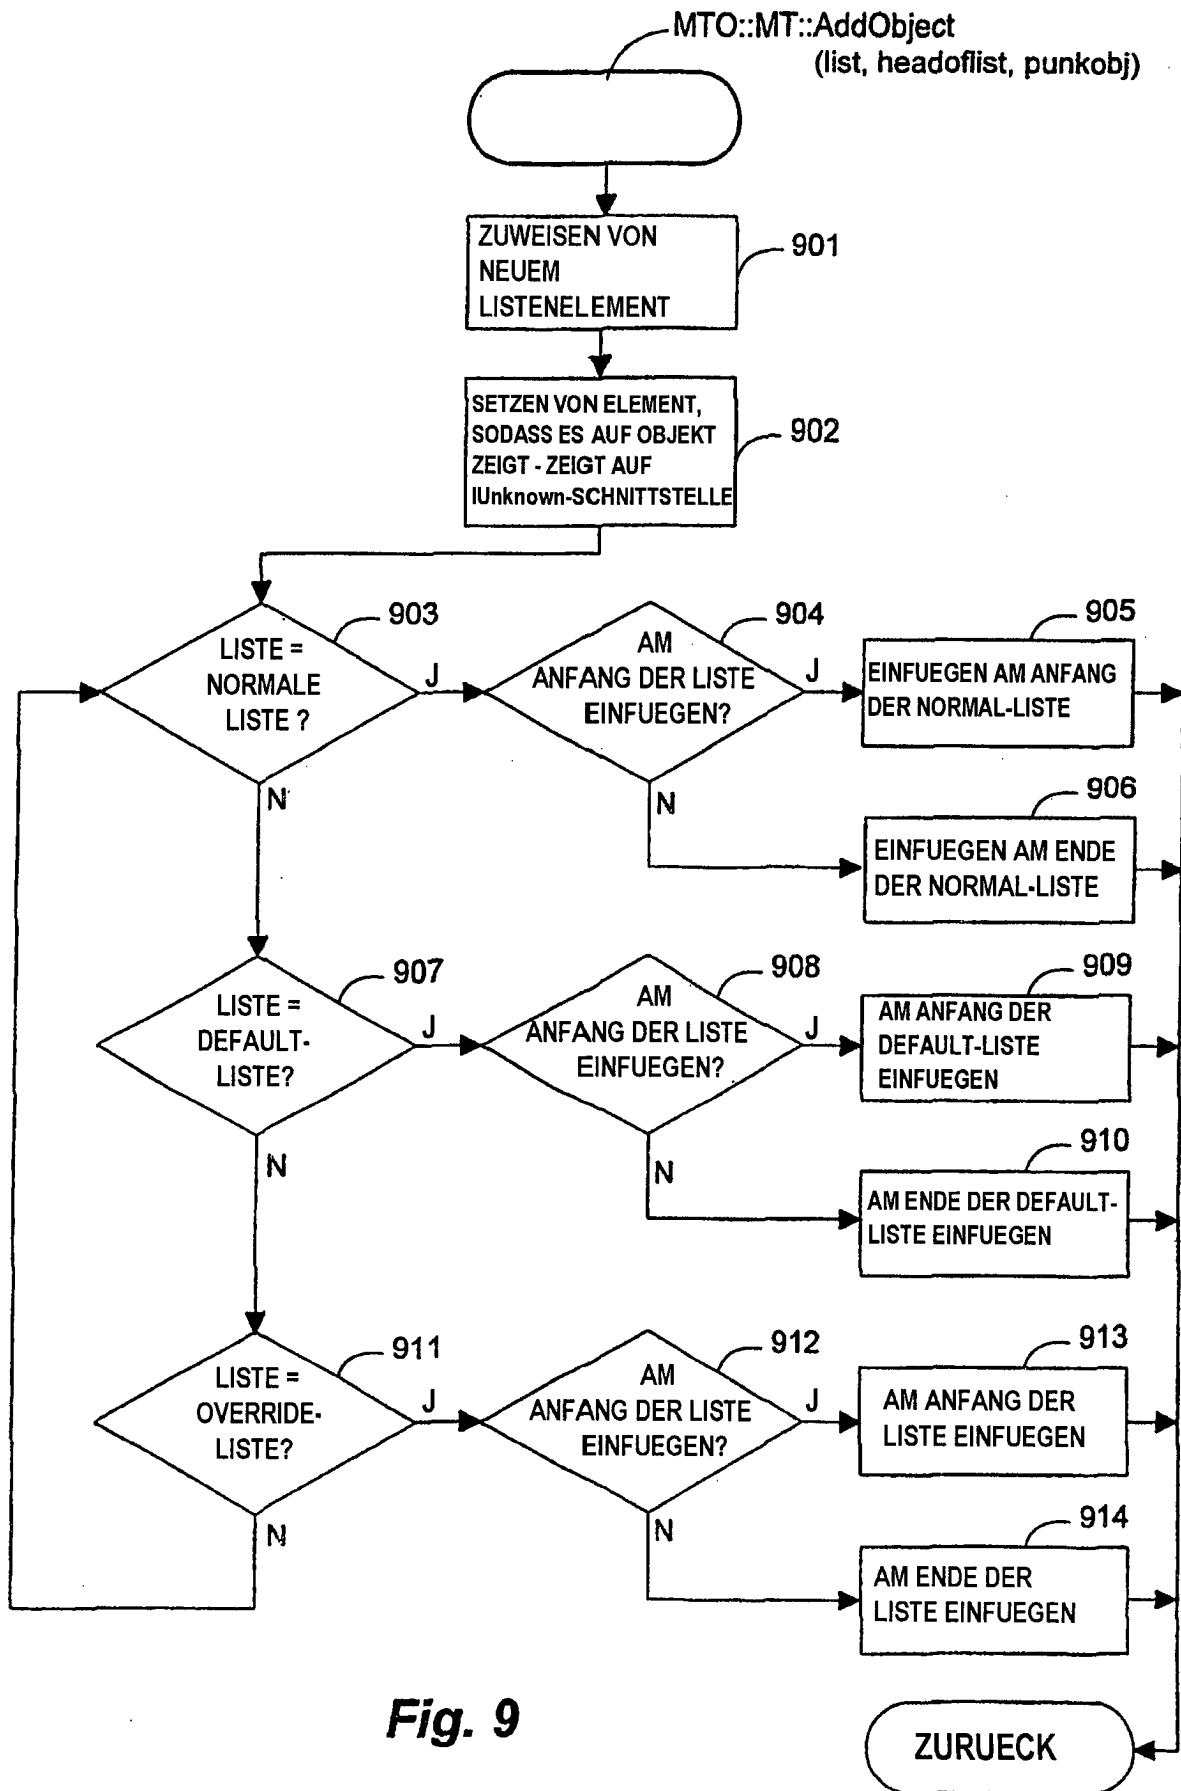 MTO::MT::AddObject
(list, headoflist, punkobj)
ZUWEISEN VON
NEUEM
LISTENELEMENT
901
SETZEN VON ELEMENT,
SODASS ES AUF OBJEKT
ZEIGT - ZEIGT AUF
IUnknown-SCHNITTSTELLE
902
LISTE =
NORMALE
LISTE ?
903
J
N
AM
ANFANG DER LISTE
EINFUEGEN?
904
J
N
EINFUEGEN AM ANFANG
DER NORMAL-LISTE
905
EINFUEGEN AM ENDE
DER NORMAL-LISTE
906
LISTE =
DEFAULT-
LISTE?
907
J
N
AM
ANFANG DER LISTE
EINFUEGEN?
908
J
N
AM ANFANG DER
DEFAULT-LISTE
EINFUEGEN
909
AM ENDE DER DEFAULT-
LISTE EINFUEGEN
910
LISTE =
OVERRIDE-
LISTE?
911
J
N
AM
ANFANG DER LISTE
EINFUEGEN?
912
J
N
AM ANFANG DER
LISTE EINFUEGEN
913
AM ENDE DER
LISTE EINFUEGEN
914
ZURUECK
Fig. 9